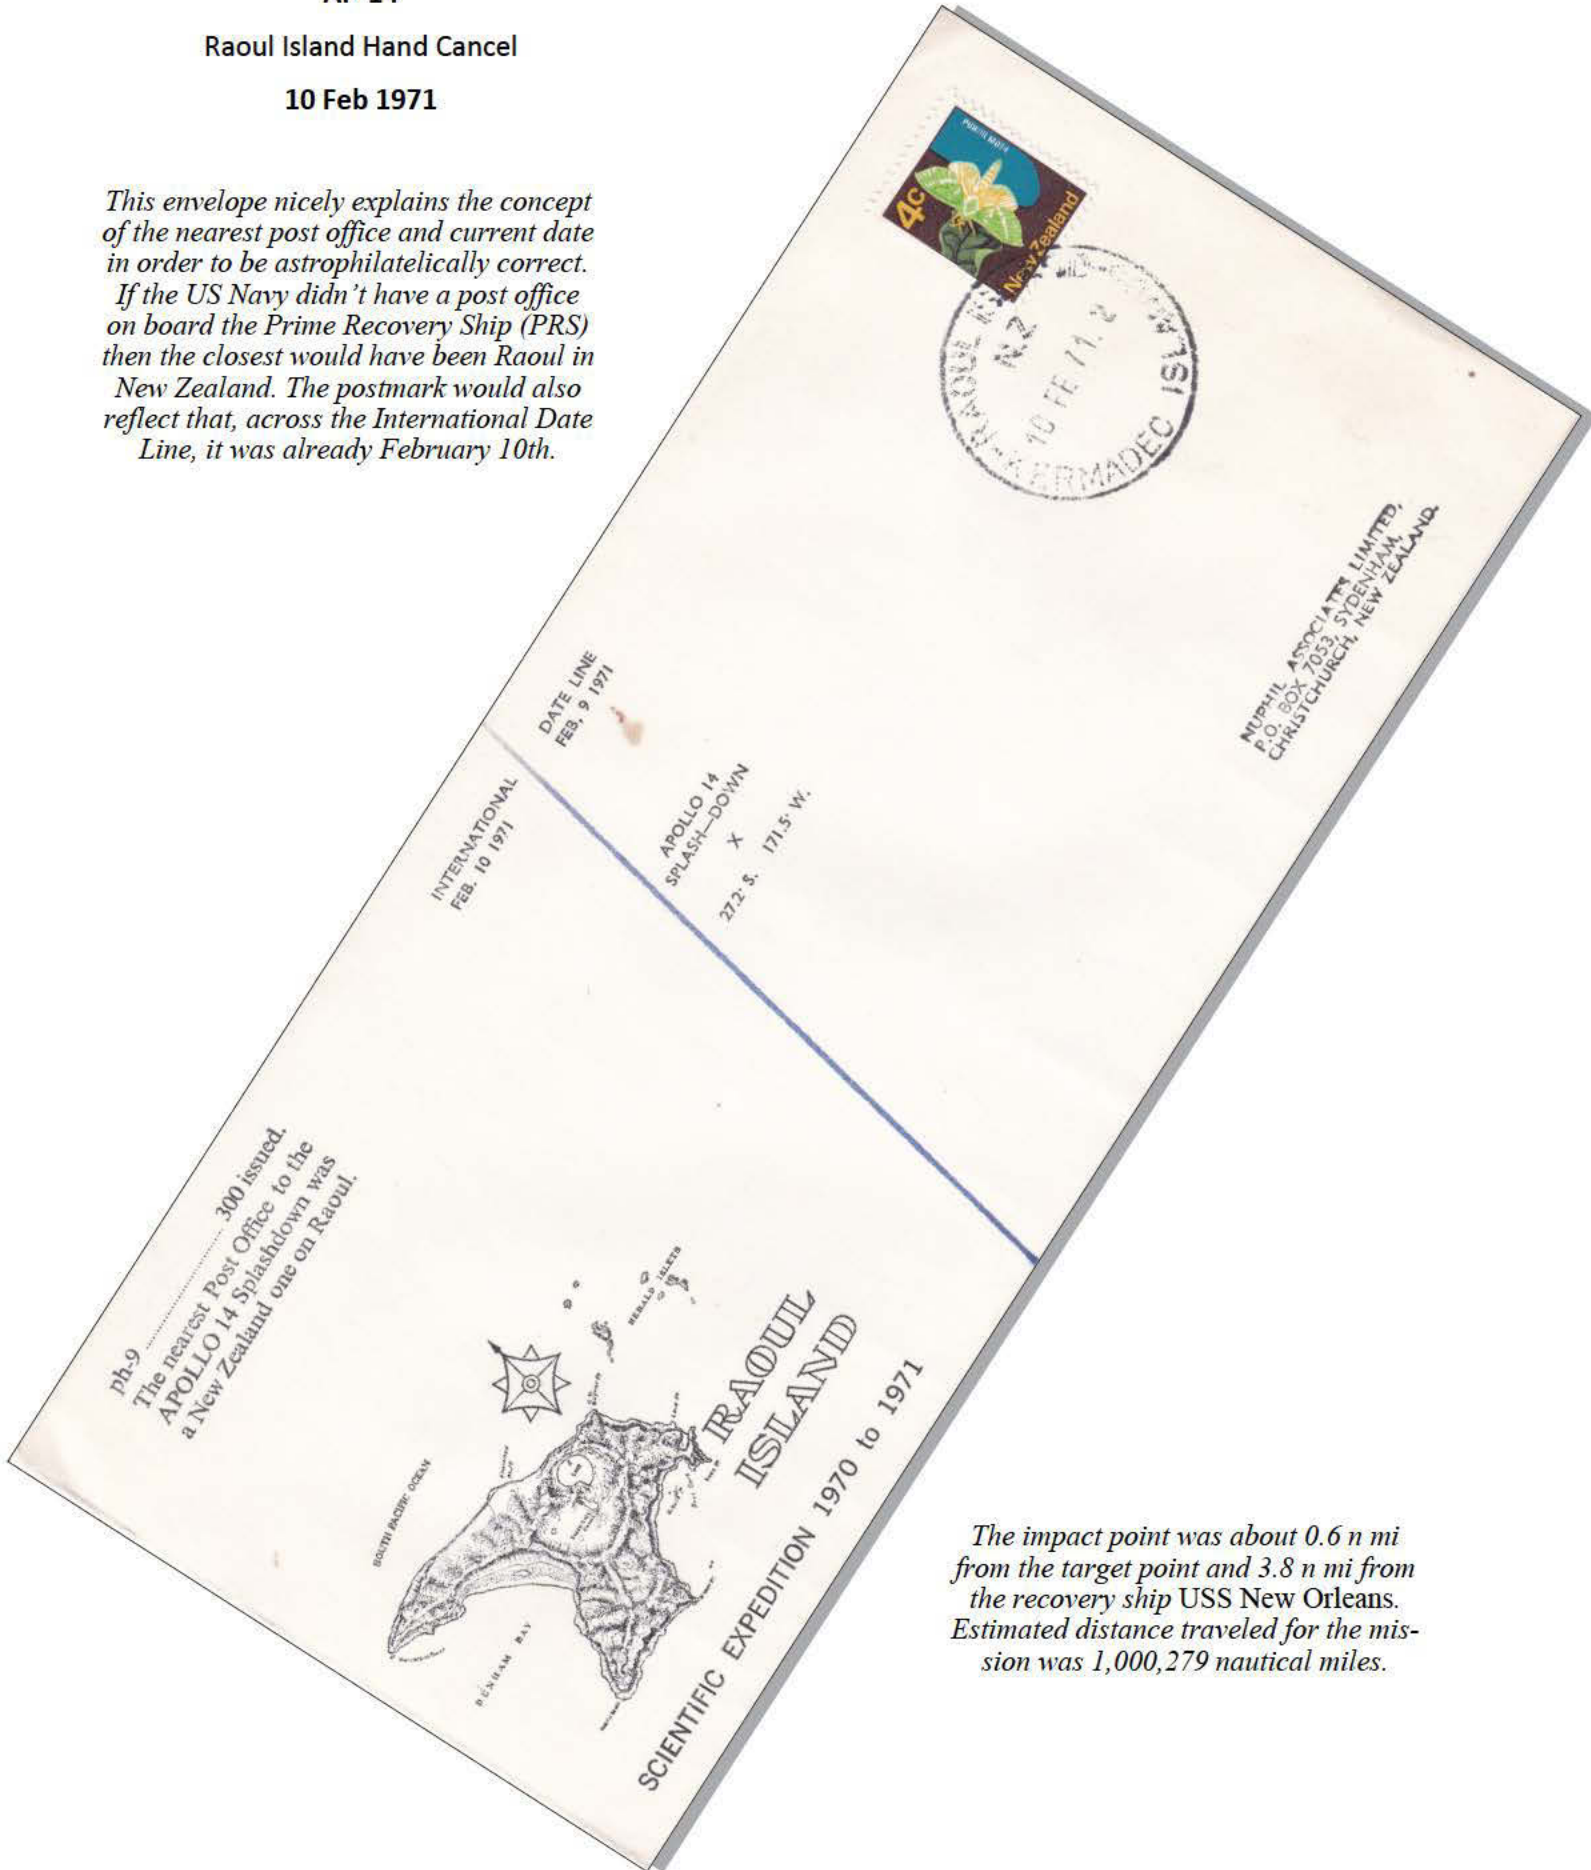 Raoul Island Hand Cancel
10 Feb 1971
This envelope nicely explains the concept
of the nearest post office and current date
in order to be astrophilatelically correct.
If the US Navy didn't have a post office
on board the Prime Recovery Ship (PRS)
then the closest would have been Raoul in
New Zealand. The postmark would also
reflect that, across the International Date
Line, it was already February 10th.
PURIRI MOTH
4c
New Zealand
RAOUL
N.Z
10 FE 71.2
KERMADEC ISL
NUPHIL ASSOCIATES LIMITED,
P.O. BOX 7053, SYDENHAM,
CHRISTCHURCH, NEW ZEALAND.
INTERNATIONAL DATE LINE
FEB. 10 1971 FEB. 9 1971
APOLLO 14
SPLASH—DOWN
X
27.2· S. 171.5· W.
ph-9 .................... 300 issued.
The nearest Post Office to the
APOLLO 14 Splashdown was
a New Zealand one on Raoul.
HERALD ISLETS
SOUTH PACIFIC OCEAN
DENHAM BAY
RAOUL
ISLAND
SCIENTIFIC EXPEDITION 1970 to 1971
The impact point was about 0.6 n mi
from the target point and 3.8 n mi from
the recovery ship USS New Orleans.
Estimated distance traveled for the mis-
sion was 1,000,279 nautical miles.